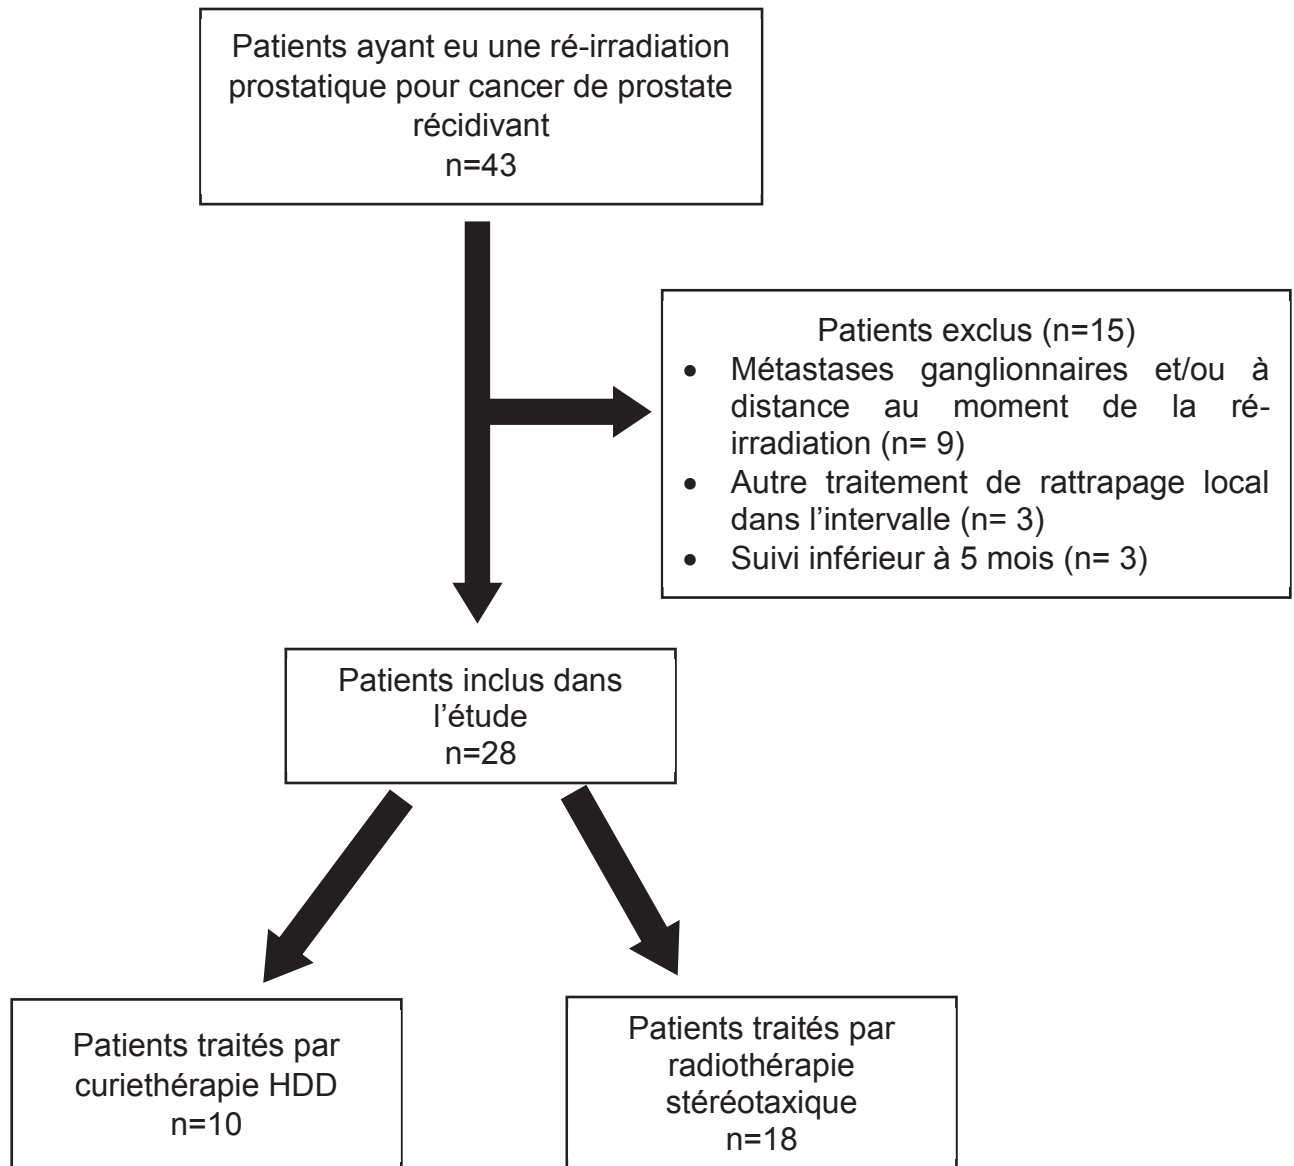 Patients ayant eu une ré-irradiation
prostatique pour cancer de prostate
récidivant
n=43
Patients exclus (n=15)
• Métastases ganglionnaires et/ou à
distance au moment de la ré-
irradiation (n= 9)
• Autre traitement de rattrapage local
dans l’intervalle (n= 3)
• Suivi inférieur à 5 mois (n= 3)
Patients inclus dans
l’étude
n=28
Patients traités par
curiethérapie HDD
n=10
Patients traités par
radiothérapie
stéréotaxique
n=18